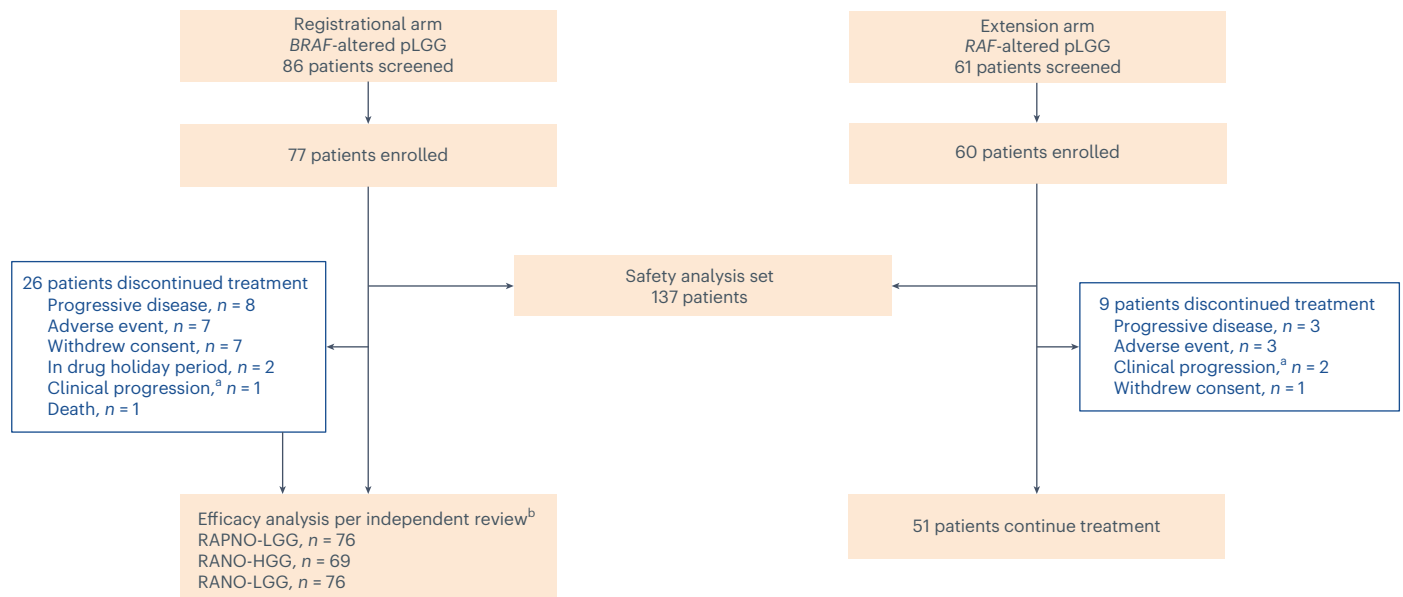 Registrational arm
BRAF-altered pLGG
86 patients screened
77 patients enrolled
26 patients discontinued treatment
Progressive disease, n = 8
Adverse event, n = 7
Withdrew consent, n = 7
In drug holiday period, n = 2
Clinical progression,ᵃ n = 1
Death, n = 1
Efficacy analysis per independent reviewᵇ
RAPNO-LGG, n = 76
RANO-HGG, n = 69
RANO-LGG, n = 76
Safety analysis set
137 patients
Extension arm
RAF-altered pLGG
61 patients screened
60 patients enrolled
9 patients discontinued treatment
Progressive disease, n = 3
Adverse event, n = 3
Clinical progression,ᵃ n = 2
Withdrew consent, n = 1
51 patients continue treatment